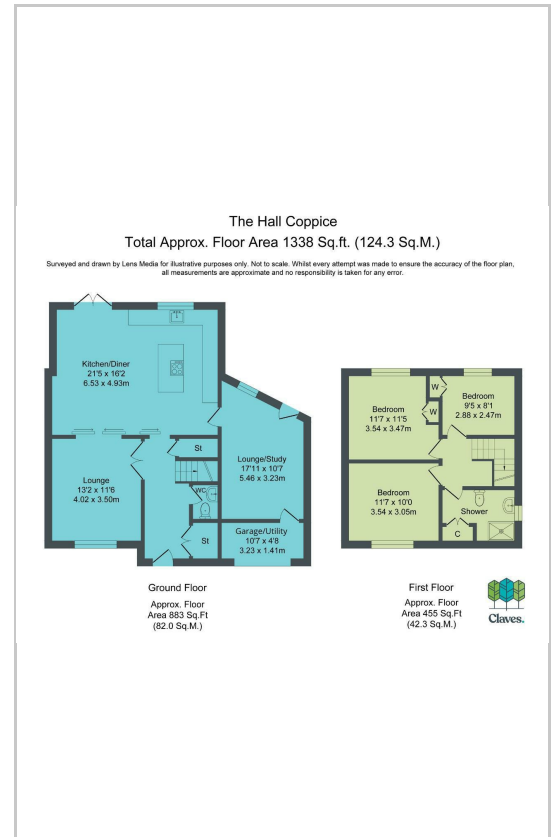 The Hall Coppice
Total Approx. Floor Area 1338 Sq.ft. (124.3 Sq.M.)
Surveyed and drawn by Lens Media for illustrative purposes only. Not to scale. Whilst every attempt was made to ensure the accuracy of the floor plan,
all measurements are approximate and no responsibility is taken for any error.
Kitchen/Diner
21'5 x 16'2
6.53 x 4.93m
St
Lounge/Study
17'11 x 10'7
5.46 x 3.23m
Lounge
13'2 x 11'6
4.02 x 3.50m
WC
St
Garage/Utility
10'7 x 4'8
3.23 x 1.41m
Ground Floor
Approx. Floor
Area 883 Sq.Ft
(82.0 Sq.M.)
W
W
Bedroom
11'7 x 11'5
3.54 x 3.47m
Bedroom
9'5 x 8'1
2.88 x 2.47m
Bedroom
11'7 x 10'0
3.54 x 3.05m
Shower
C
First Floor
Approx. Floor
Area 455 Sq.Ft
(42.3 Sq.M.)
Claves.